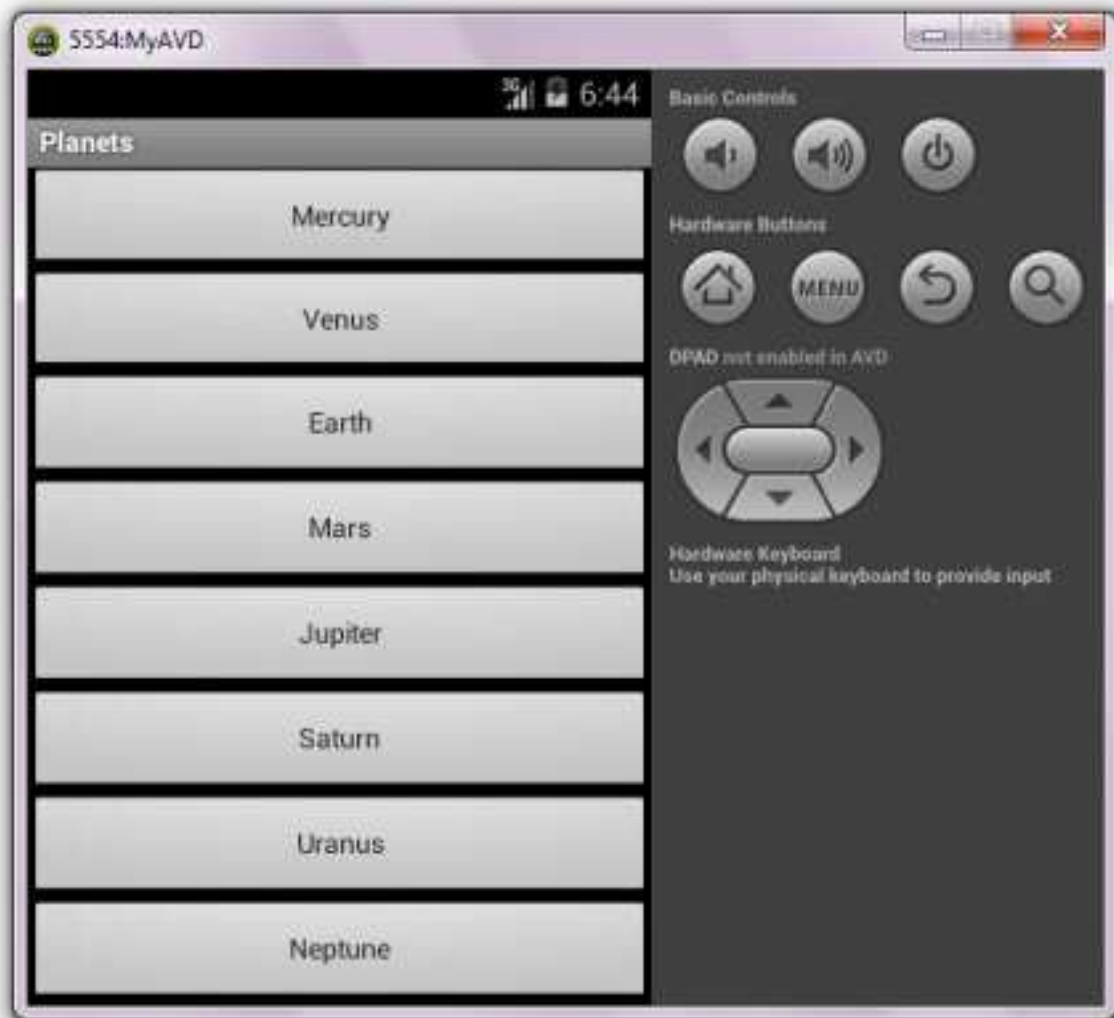 5554:MyAVD
3G 6:44
Planets
Mercury
Venus
Earth
Mars
Jupiter
Saturn
Uranus
Neptune
Basic Controls
Hardware Buttons
MENU
DPAD not enabled in AVD
Hardware Keyboard
Use your physical keyboard to provide input